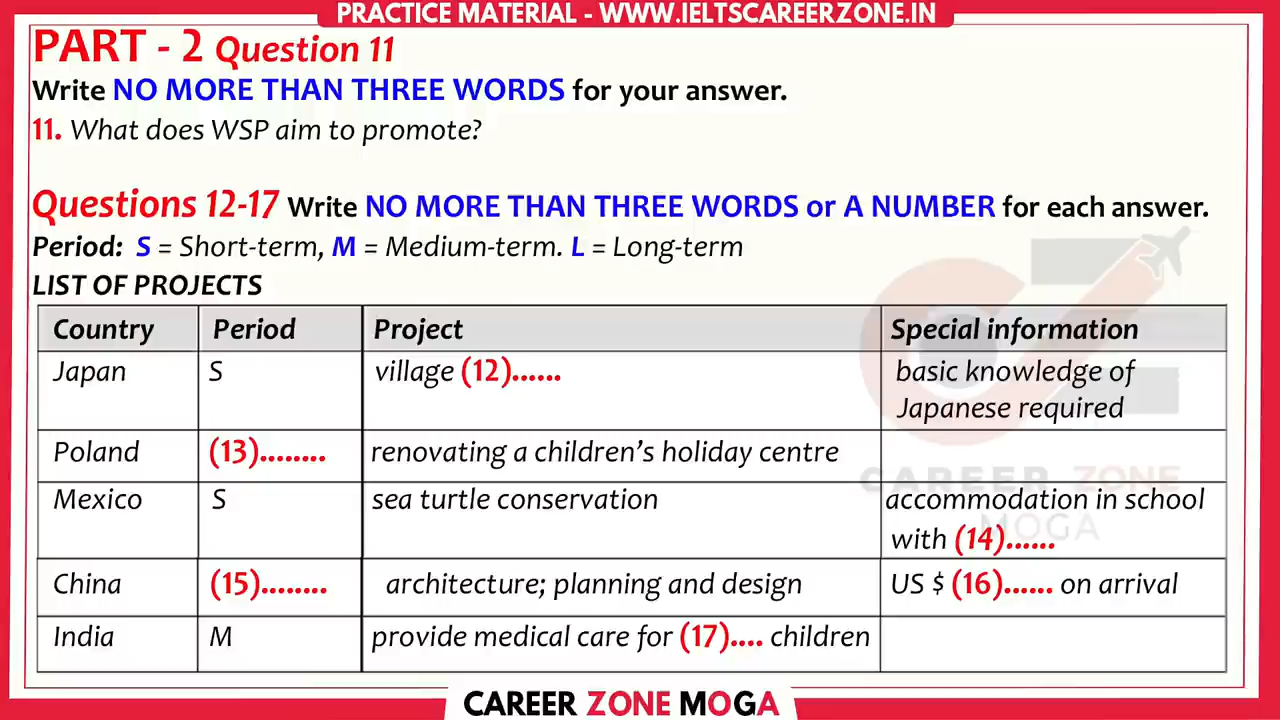 PRACTICE MATERIAL - WWW.IELTSCAREERZONE.IN
PART - 2 Question 11
Write NO MORE THAN THREE WORDS for your answer.
11. What does WSP aim to promote?
Questions 12-17 Write NO MORE THAN THREE WORDS or A NUMBER for each answer.
Period: S = Short-term, M = Medium-term. L = Long-term
LIST OF PROJECTS
Country Period Project Special information
Japan S village (12)...... basic knowledge of
Japanese required
Poland (13)........ renovating a children's holiday centre
CAREER ZONE
Mexico S sea turtle conservation accommodation in school
MOGA
with (14)......
China (15)........ architecture; planning and design US $ (16)...... on arrival
India M provide medical care for (17).... children
CAREER ZONE MOGA